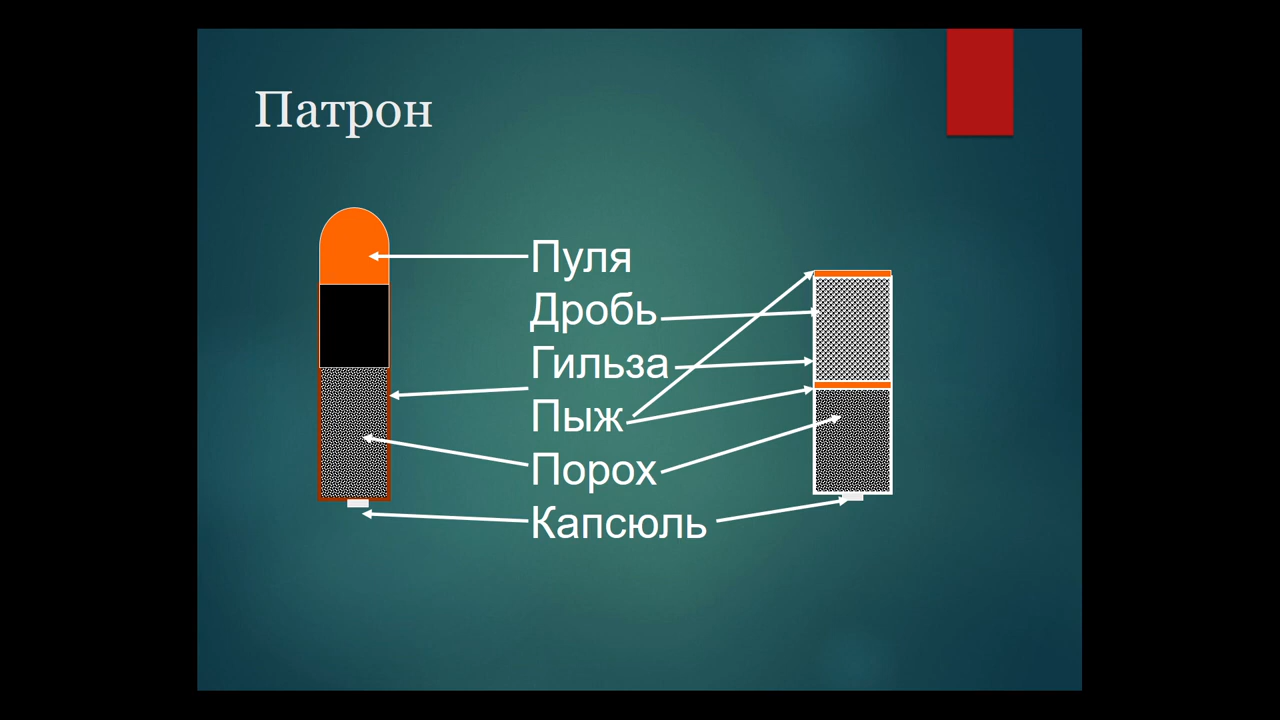 Патрон
Пуля
Дробь
Гильза
Пыж
Порох
Капсюль